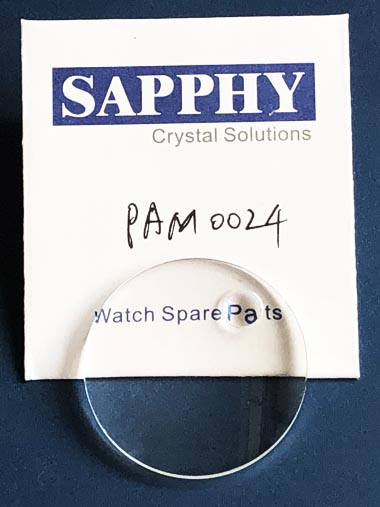 SAPPHY
Crystal Solutions
PAM 0024
Watch Spare Parts